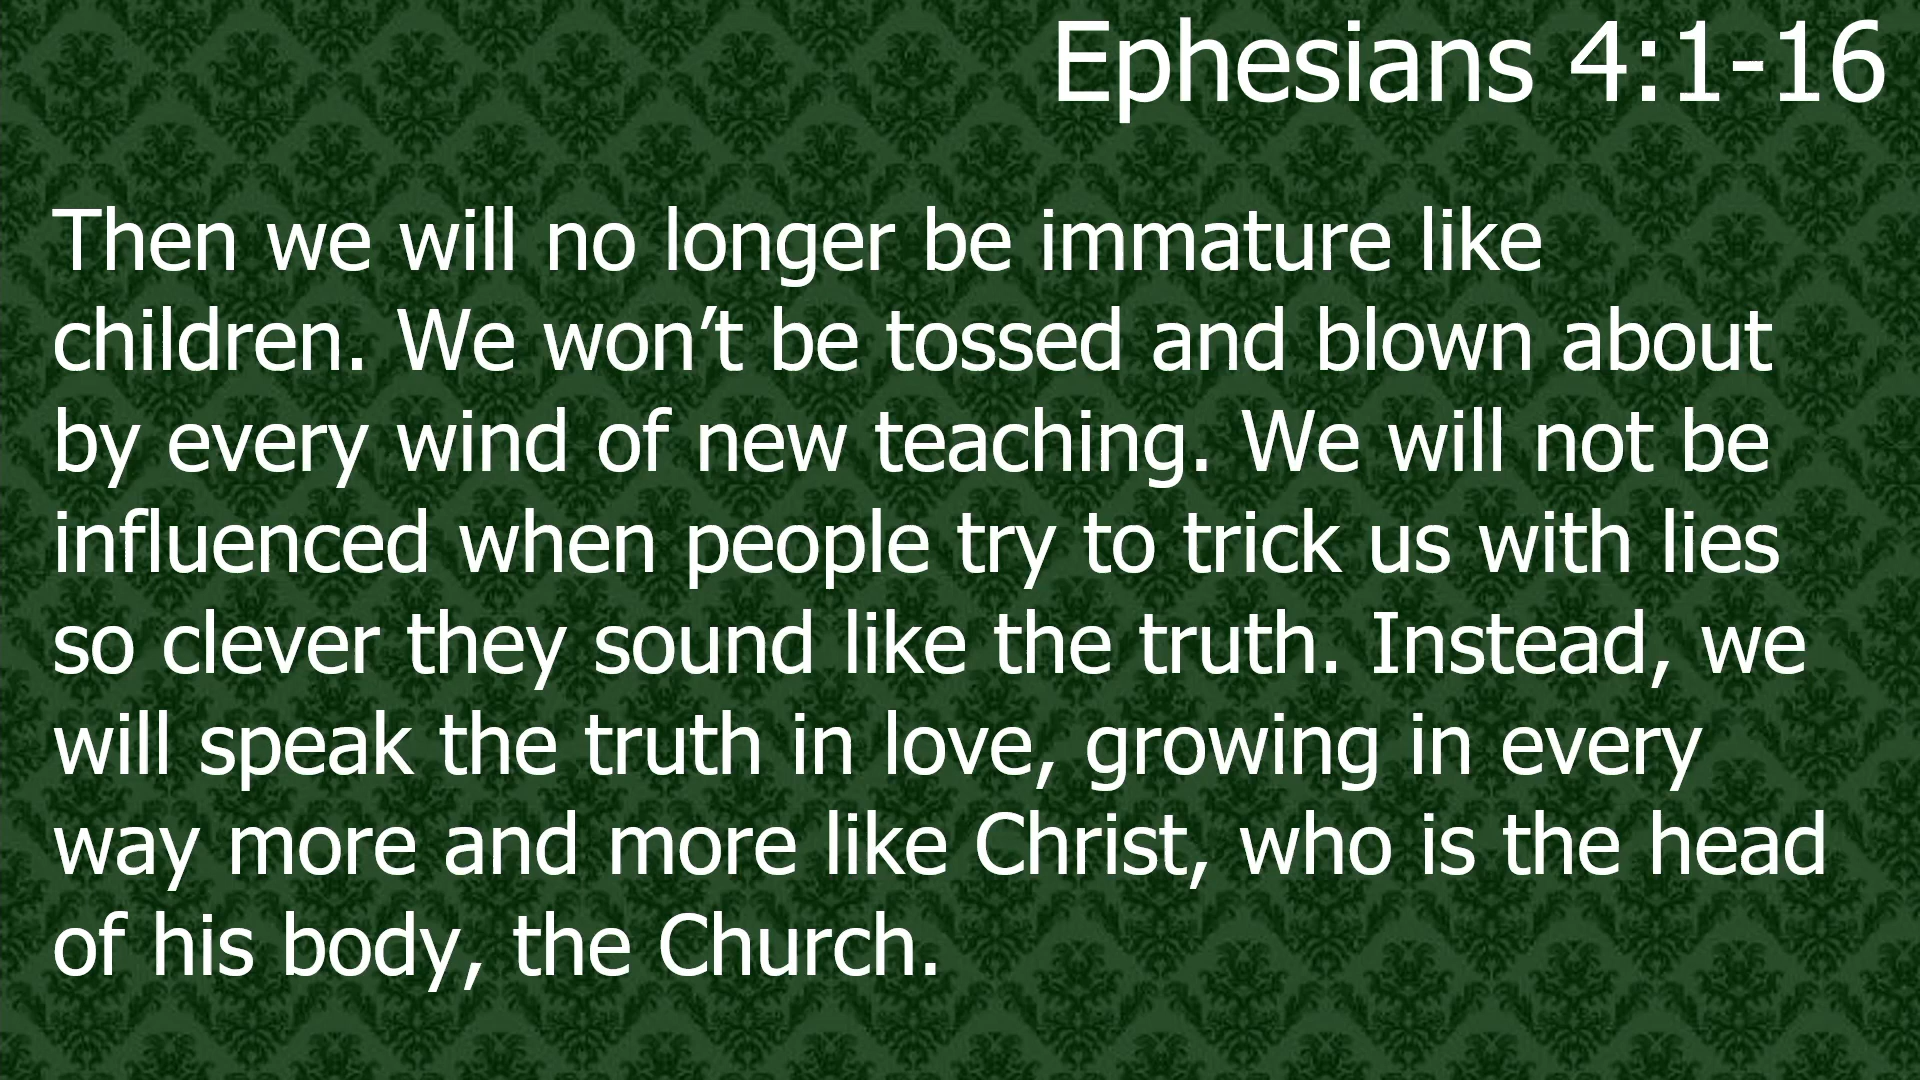 Ephesians 4:1-16
Then we will no longer be immature like
children. We won’t be tossed and blown about
by every wind of new teaching. We will not be
influenced when people try to trick us with lies
so clever they sound like the truth. Instead, we
will speak the truth in love, growing in every
way more and more like Christ, who is the head
of his body, the Church.